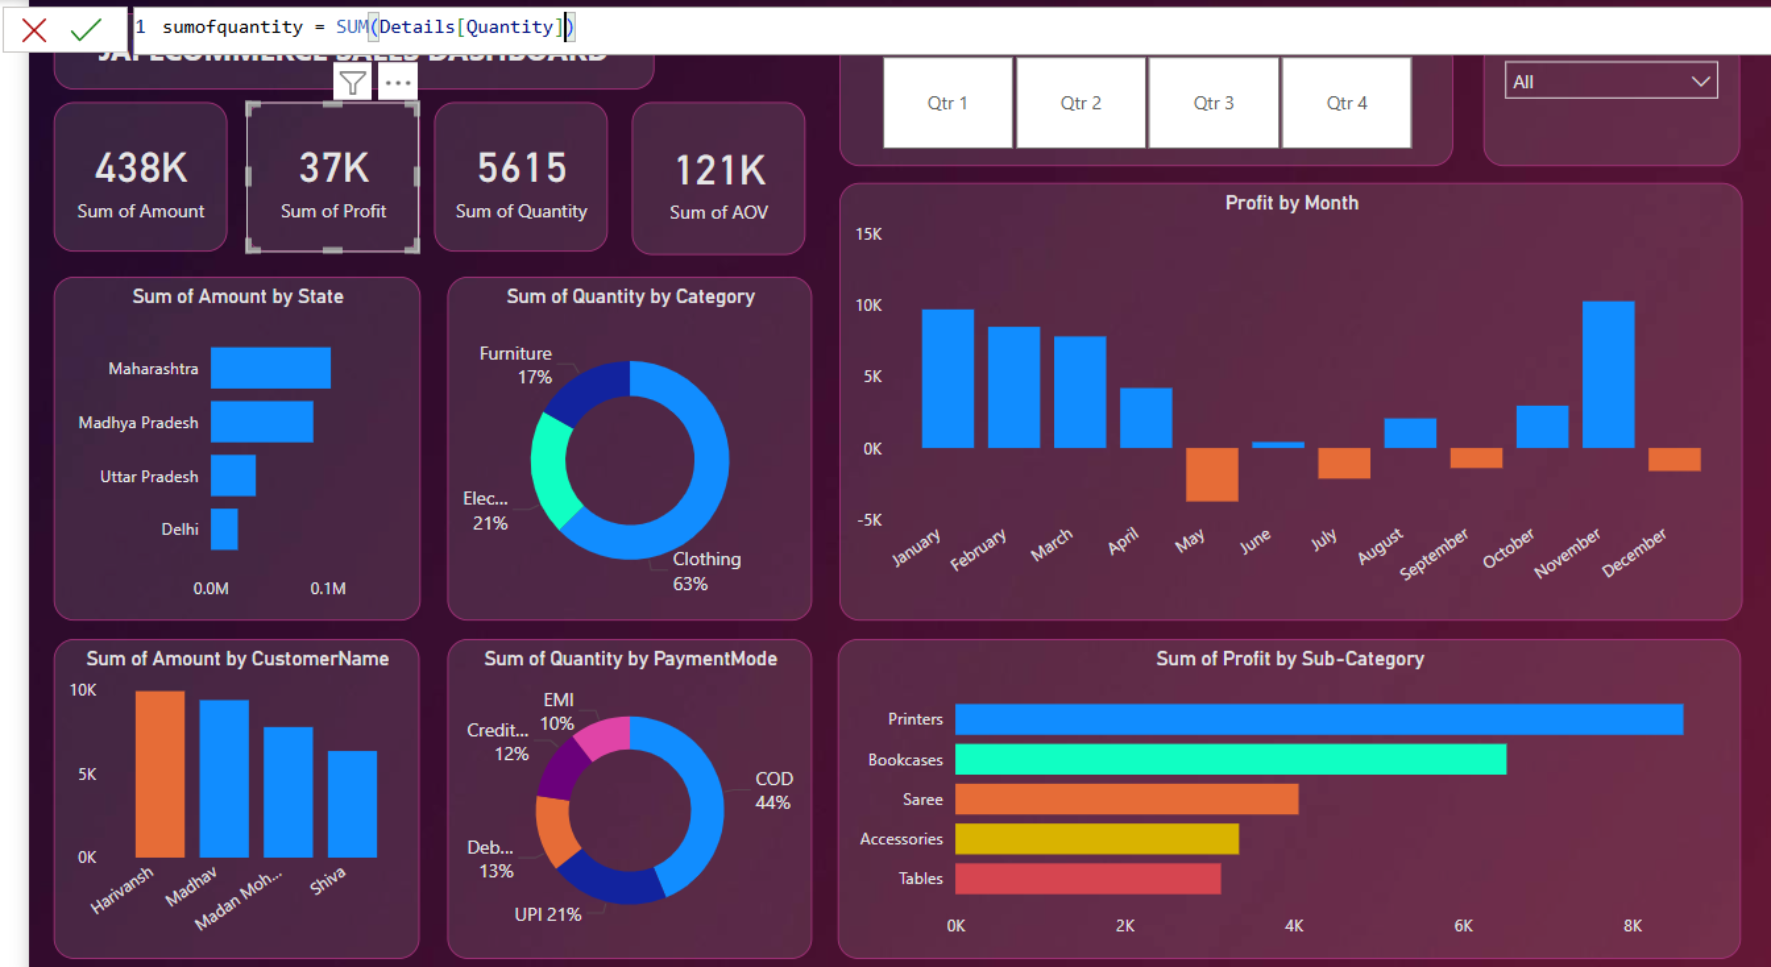 1 sumofquantity = SUM(Details[Quantity])
ECOMMERCE SALES DASHBOARD
Qtr 1
Qtr 2
Qtr 3
Qtr 4
All
438K
Sum of Amount
37K
Sum of Profit
5615
Sum of Quantity
121K
Sum of AOV
Profit by Month
15K
10K
5K
0K
-5K
January
February
March
April
May
June
July
August
September
October
November
December
Sum of Amount by State
Maharashtra
Madhya Pradesh
Uttar Pradesh
Delhi
0.0M
0.1M
Sum of Quantity by Category
Furniture
17%
Elec...
21%
Clothing
63%
Sum of Amount by CustomerName
10K
5K
0K
Harivansh
Madhav
Madan Moh...
Shiva
Sum of Quantity by PaymentMode
EMI
10%
Credit...
12%
COD
44%
Deb...
13%
UPI 21%
Sum of Profit by Sub-Category
Printers
Bookcases
Saree
Accessories
Tables
0K
2K
4K
6K
8K